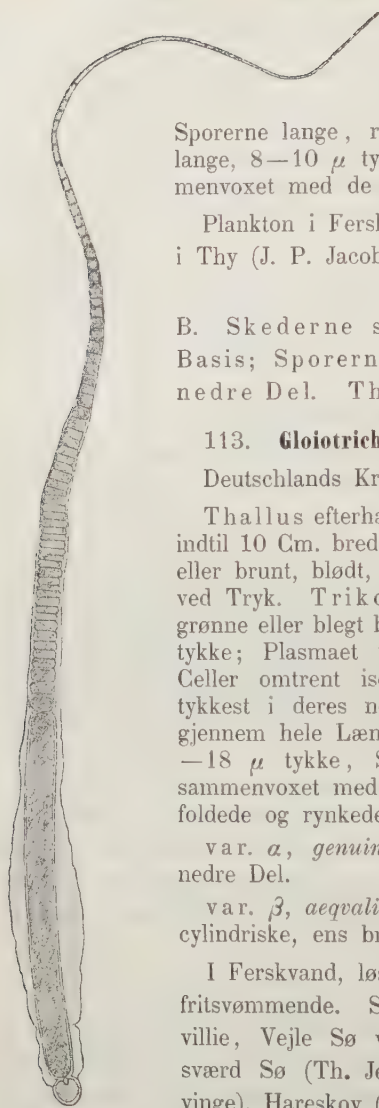 Sporerne lange, r
lange, 8—10 μ ty
menvoxet med de
Plankton i Fersk
i Thy (J. P. Jacob
B. Skederne s
Basis; Sporern
nedre Del. Th
113. Gloiotrich
Deutschlands Kr
Thallus efterha
indtil 10 Cm. bred
eller brunt, blødt,
ved Tryk. Trik
grønne eller blegt b
tykke; Plasmaet
Celler omtrent is
tykkest i deres n
gjennem hele Læn
—18 μ tykke, S
sammenvoxet med
foldede og rynkede
var. α, genuin
nedre Del.
var. β, aeqvali
cylindriske, ens br
I Ferskvand, løs
fritsvømmende. S
villie, Vejle Sø v
sværd Sø (Th. Je
vinge), Hareskov (